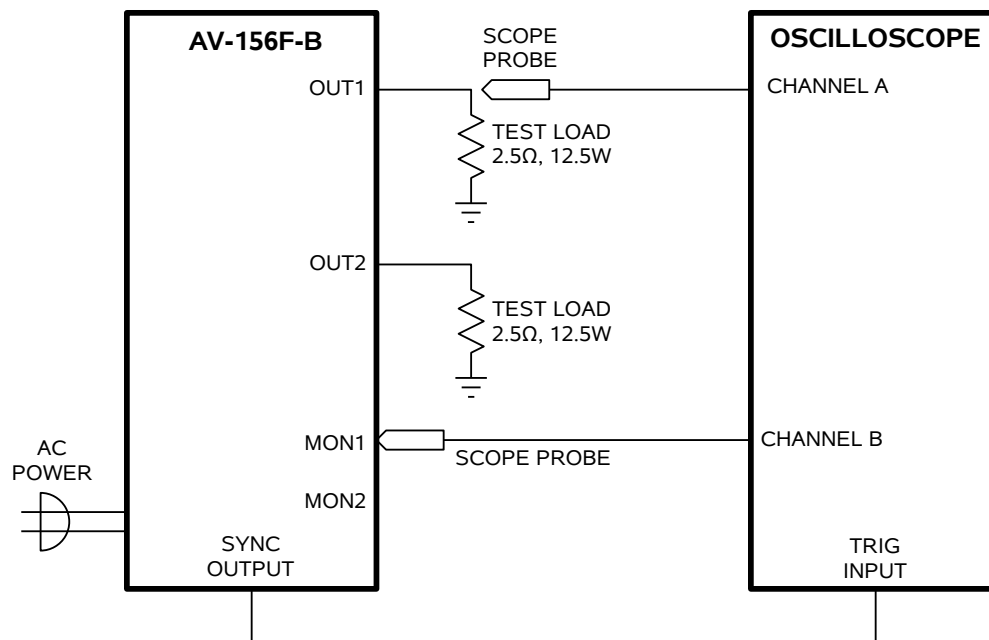 AV-156F-B
OUT1
SCOPE
PROBE
OSCILLOSCOPE
CHANNEL A
TEST LOAD
2.5Ω, 12.5W
OUT2
TEST LOAD
2.5Ω, 12.5W
MON1
SCOPE PROBE
CHANNEL B
AC
POWER
MON2
SYNC
OUTPUT
TRIG
INPUT